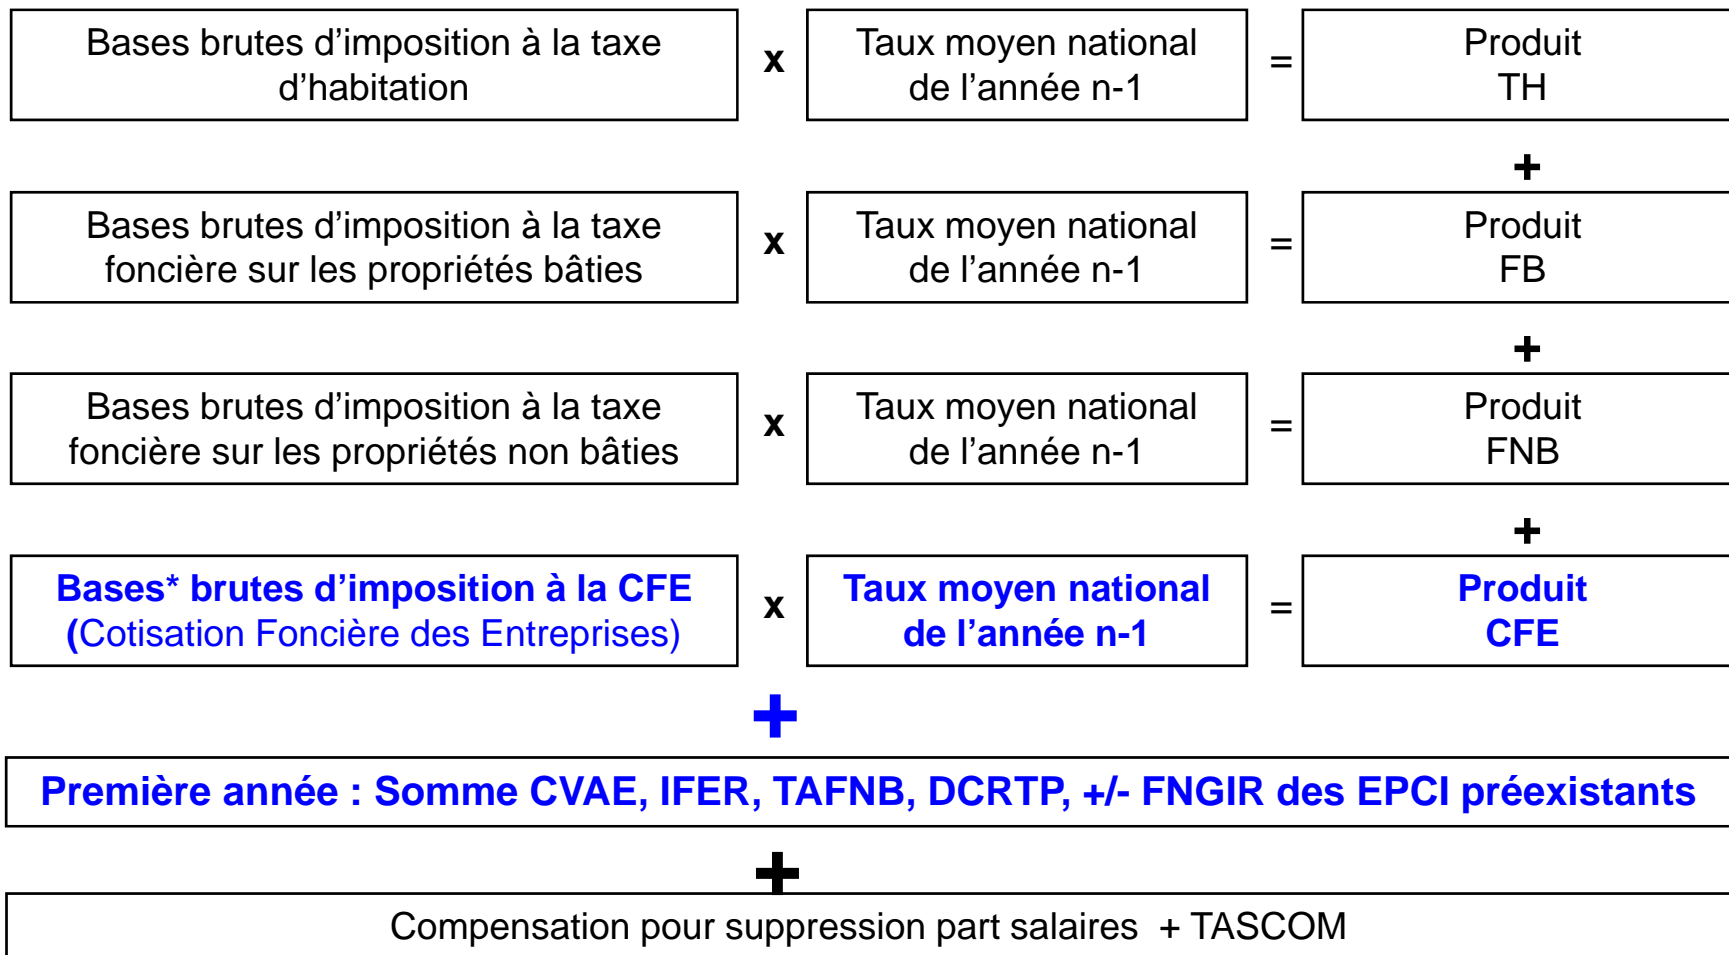 Bases brutes d’imposition à la taxe
d’habitation
x
Taux moyen national
de l’année n-1
=
Produit
TH
+
Bases brutes d’imposition à la taxe
foncière sur les propriétés bâties
x
Taux moyen national
de l’année n-1
=
Produit
FB
+
Bases brutes d’imposition à la taxe
foncière sur les propriétés non bâties
x
Taux moyen national
de l’année n-1
=
Produit
FNB
+
Bases* brutes d’imposition à la CFE
(Cotisation Foncière des Entreprises)
x
Taux moyen national
de l’année n-1
=
Produit
CFE
+
Première année : Somme CVAE, IFER, TAFNB, DCRTP, +/- FNGIR des EPCI préexistants
+
Compensation pour suppression part salaires + TASCOM